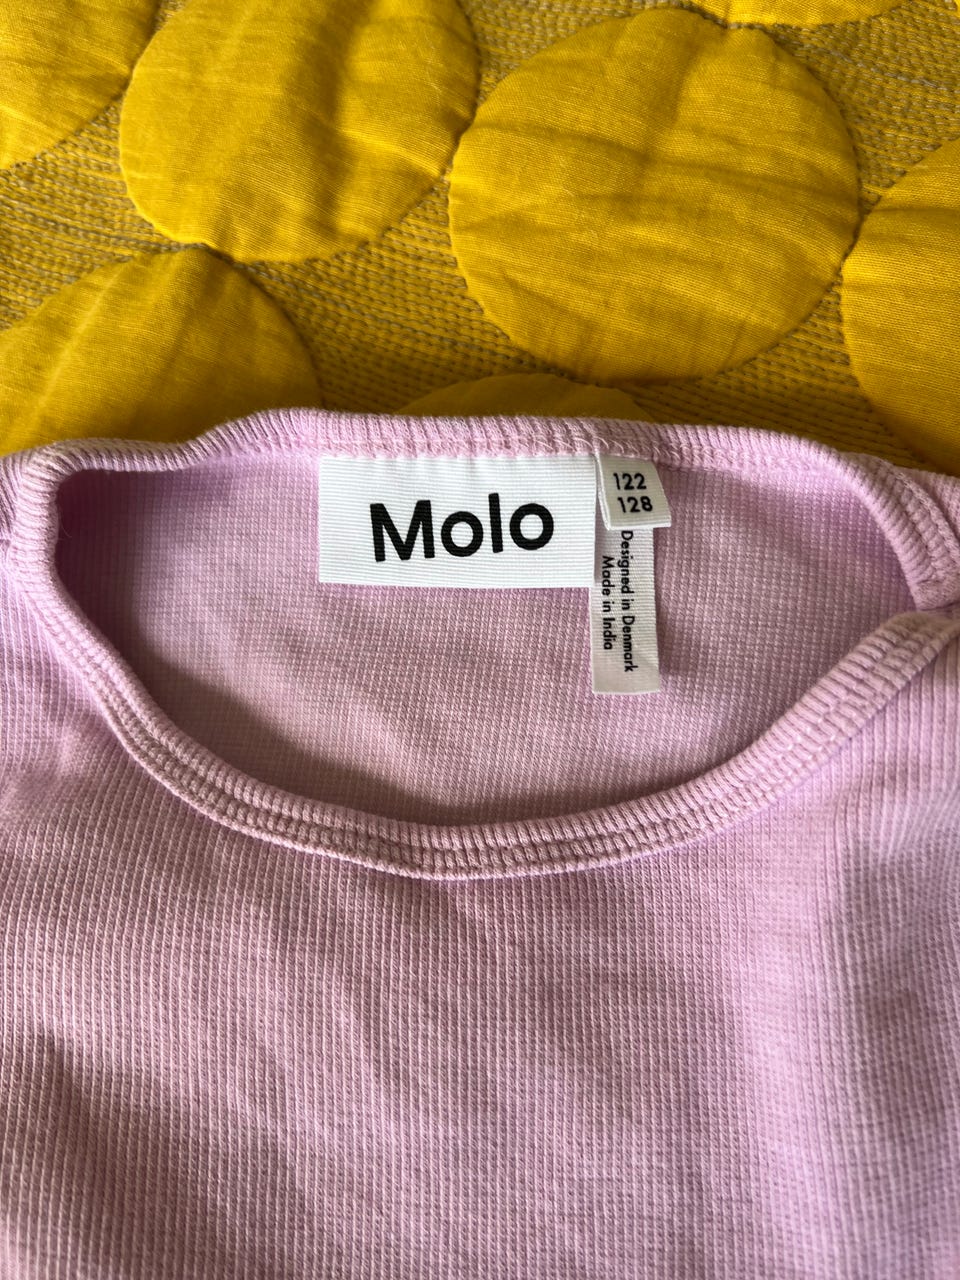 Molo
122
128
Designed in Denmark
Made in India